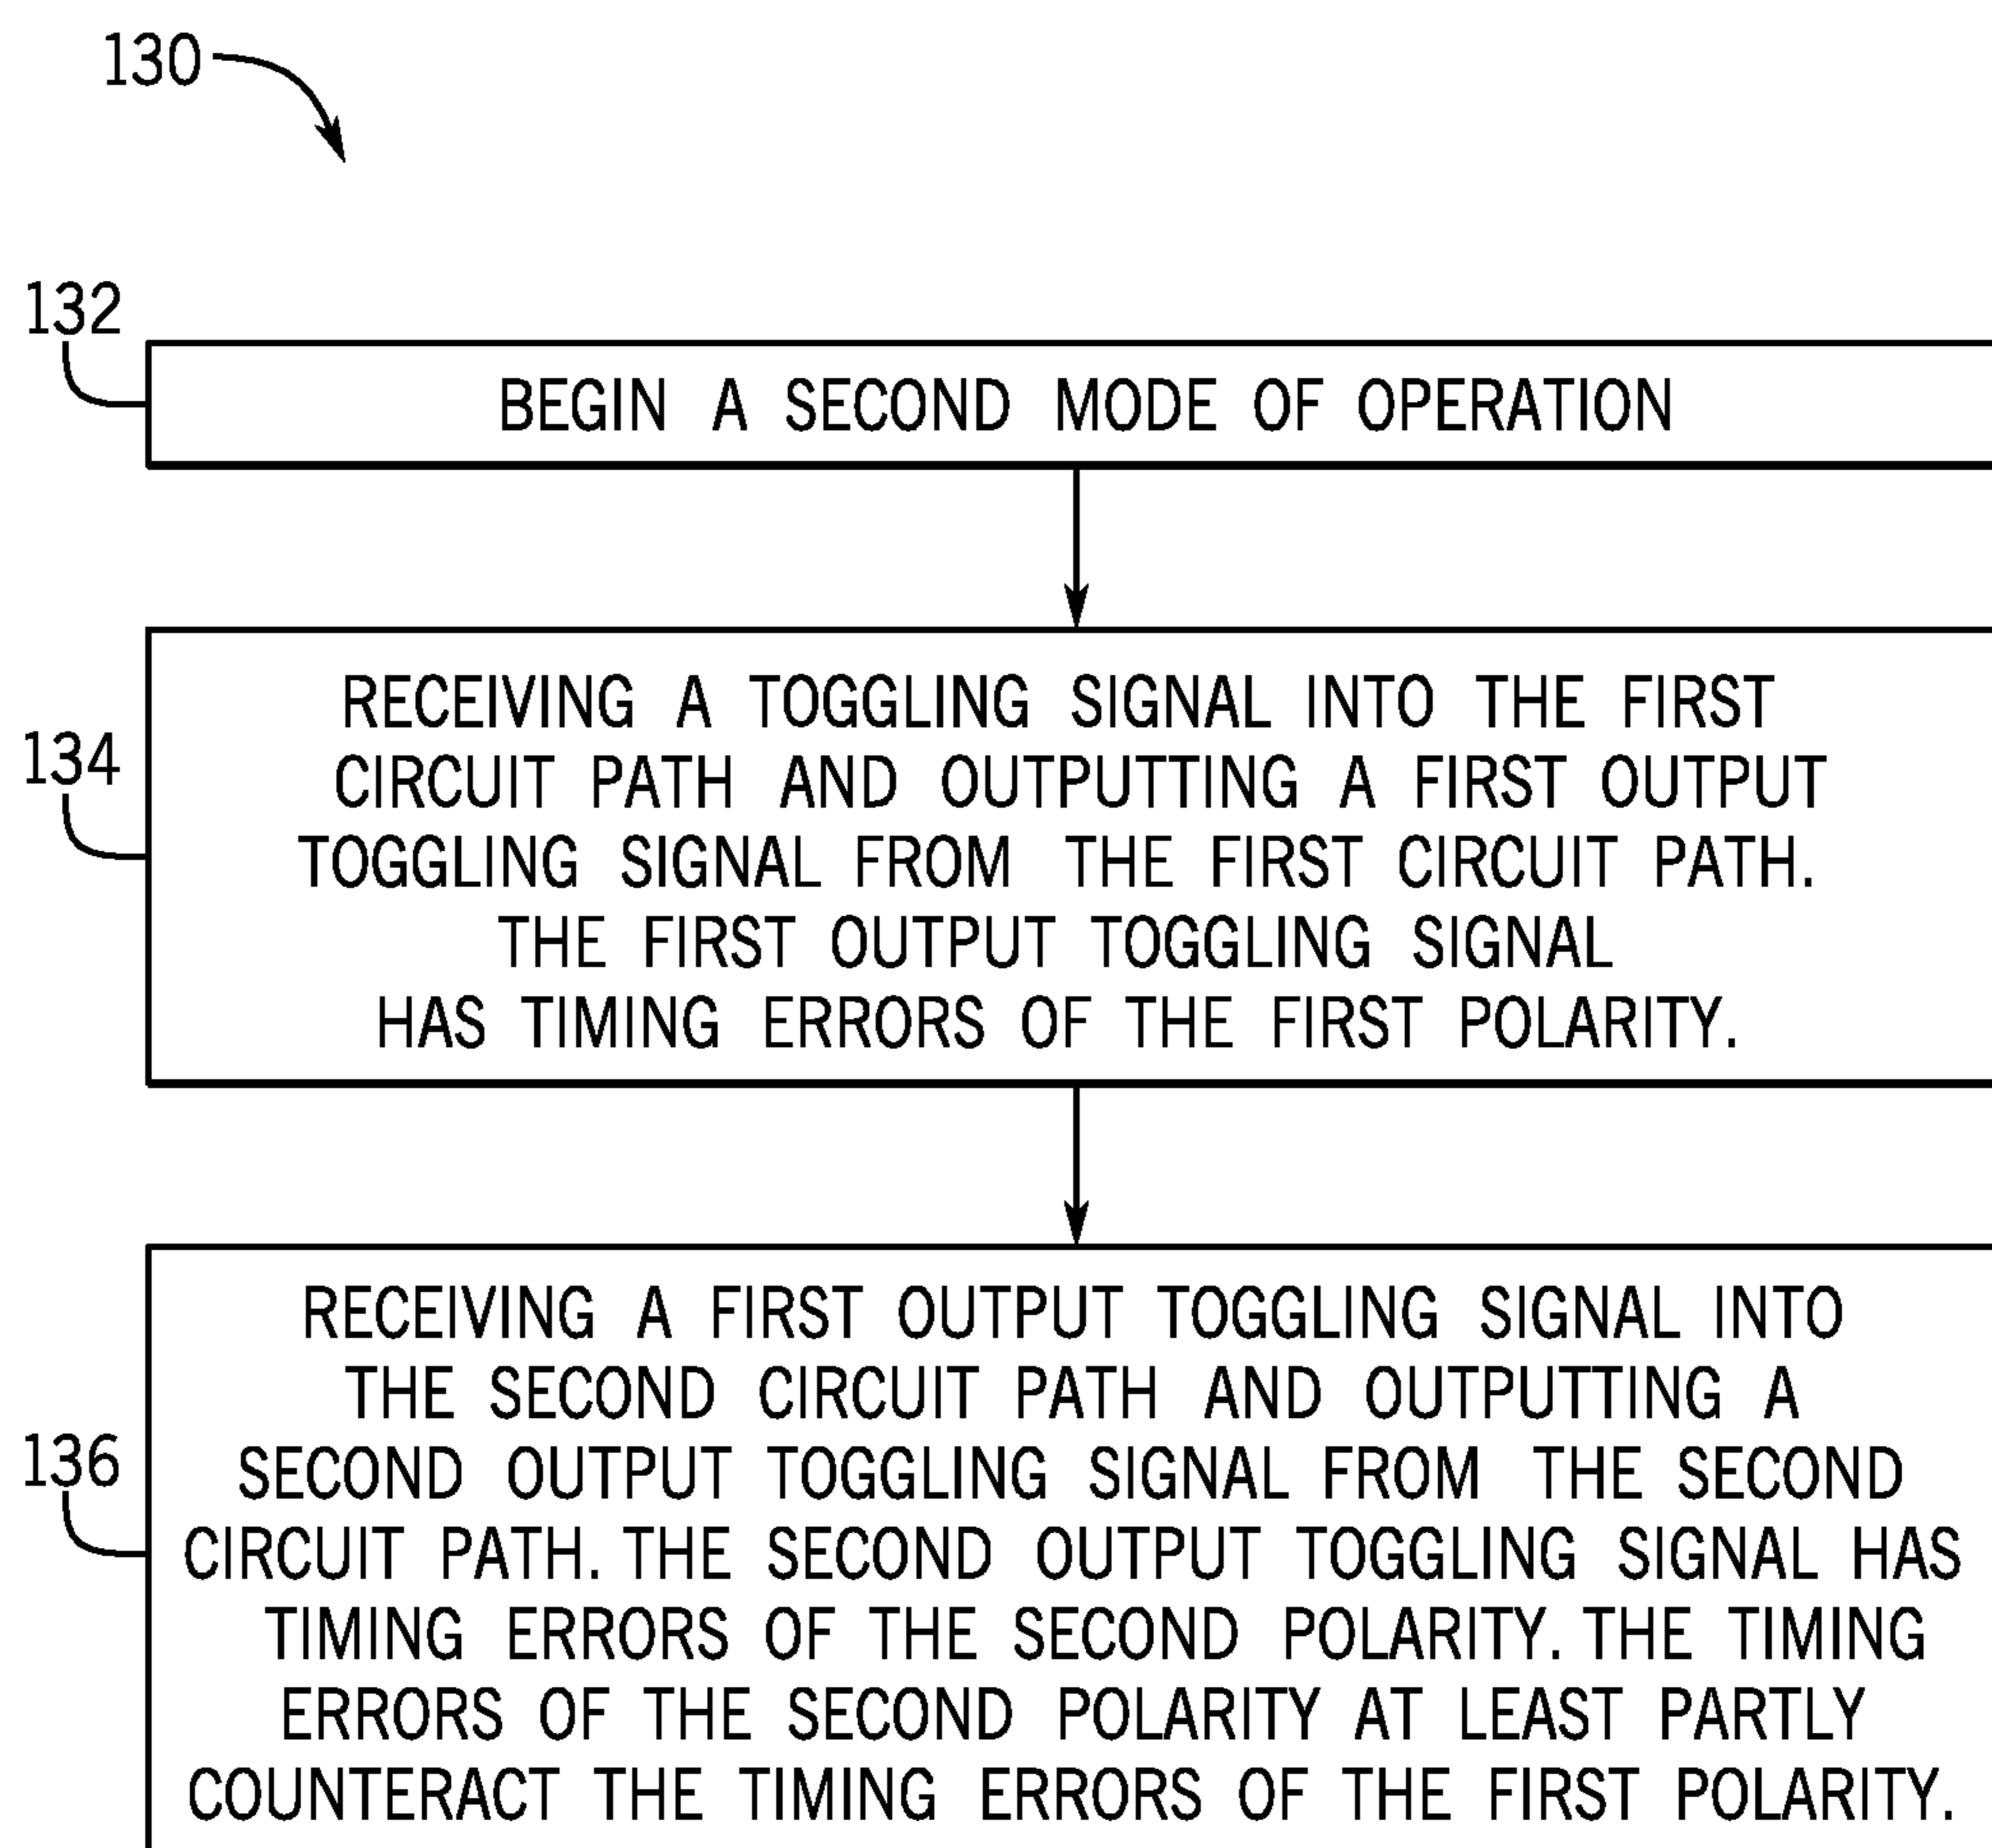 130
132
BEGIN A SECOND MODE OF OPERATION
134
RECEIVING A TOGGLING SIGNAL INTO THE FIRST
CIRCUIT PATH AND OUTPUTTING A FIRST OUTPUT
TOGGLING SIGNAL FROM THE FIRST CIRCUIT PATH.
THE FIRST OUTPUT TOGGLING SIGNAL
HAS TIMING ERRORS OF THE FIRST POLARITY.
136
RECEIVING A FIRST OUTPUT TOGGLING SIGNAL INTO
THE SECOND CIRCUIT PATH AND OUTPUTTING A
SECOND OUTPUT TOGGLING SIGNAL FROM THE SECOND
CIRCUIT PATH. THE SECOND OUTPUT TOGGLING SIGNAL HAS
TIMING ERRORS OF THE SECOND POLARITY. THE TIMING
ERRORS OF THE SECOND POLARITY AT LEAST PARTLY
COUNTERACT THE TIMING ERRORS OF THE FIRST POLARITY.